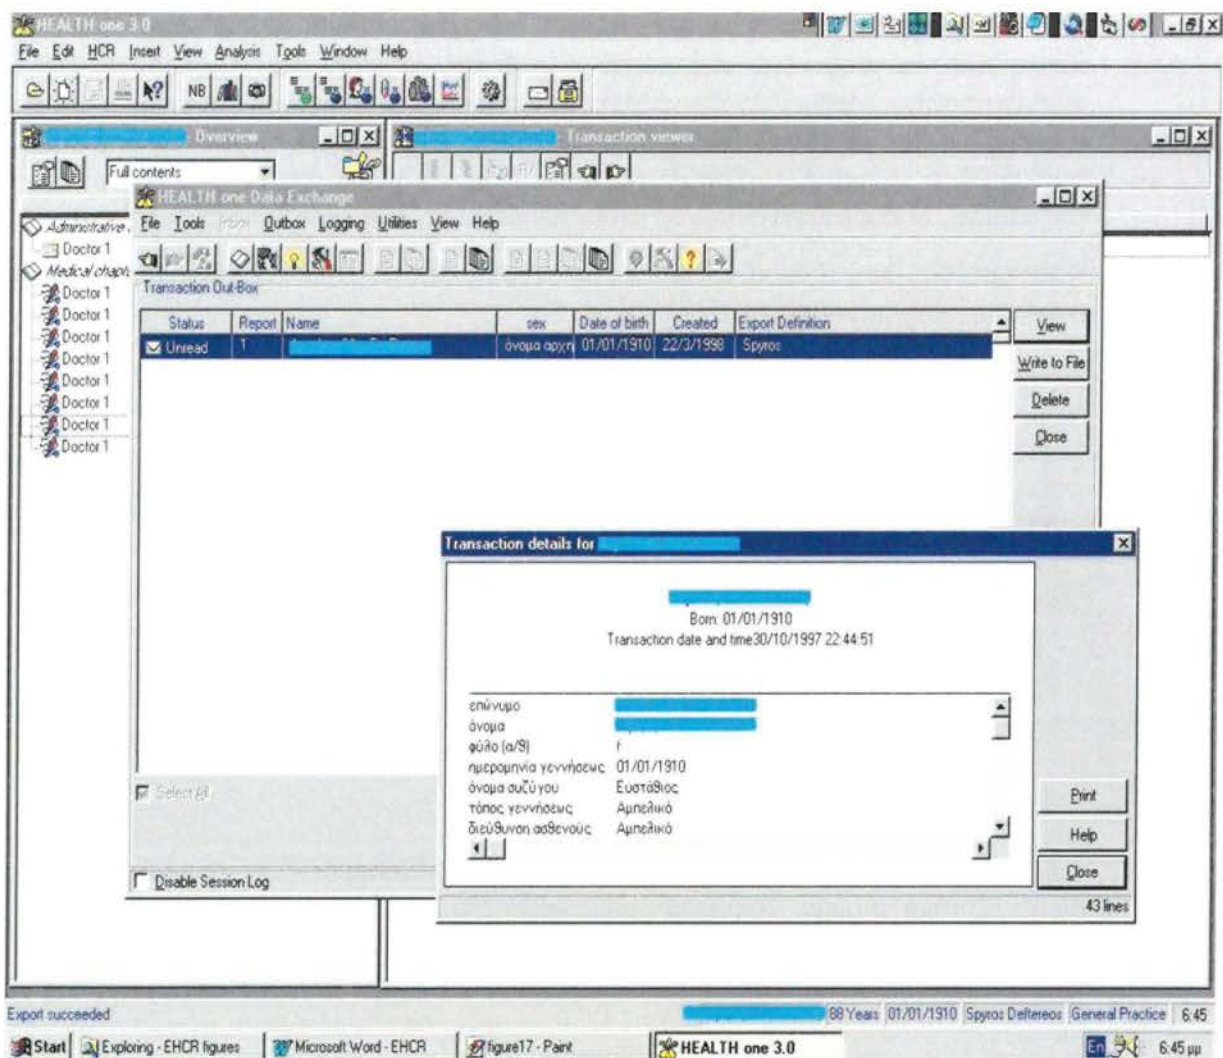 HEALTH one 3.0
File Edit HCR Insert View Analysis Tools Window Help
NB
Overview
Transaction viewer
Full contents
HEALTH one Data Exchange
Administrative
File Tools Inbox Outbox Logging Utilities View Help
Doctor 1
Medical
Doctor 1
Doctor 1
Doctor 1
Doctor 1
Doctor 1
Doctor 1
Doctor 1
Doctor 1
Transaction Out-Box
Status Report Name sex Date of birth Created Export Definition
Unread όνομα αρχη 01/01/1910 22/3/1998 Spyros
View
Write to File
Delete
Close
Transaction details for
Born: 01/01/1910
Transaction date and time30/10/1997 22:44:51
επώνυμο
όνομα
φύλο (α/θ) f
ημερομηνία γεννήσεως 01/01/1910
όνομα συζύγου Ευστάθιος
τόπος γεννήσεως Αμπελικό
διεύθυνση ασθενούς Αμπελικό
Print
Help
Close
43 lines
Select All
Disable Session Log
Export succeeded 88 Years 01/01/1910 Spyros Deftereos General Practice 6:45
Start Exploring - EHCR figures Microsoft Word - EHCR figure17 - Paint HEALTH one 3.0 En 6:45 μμ